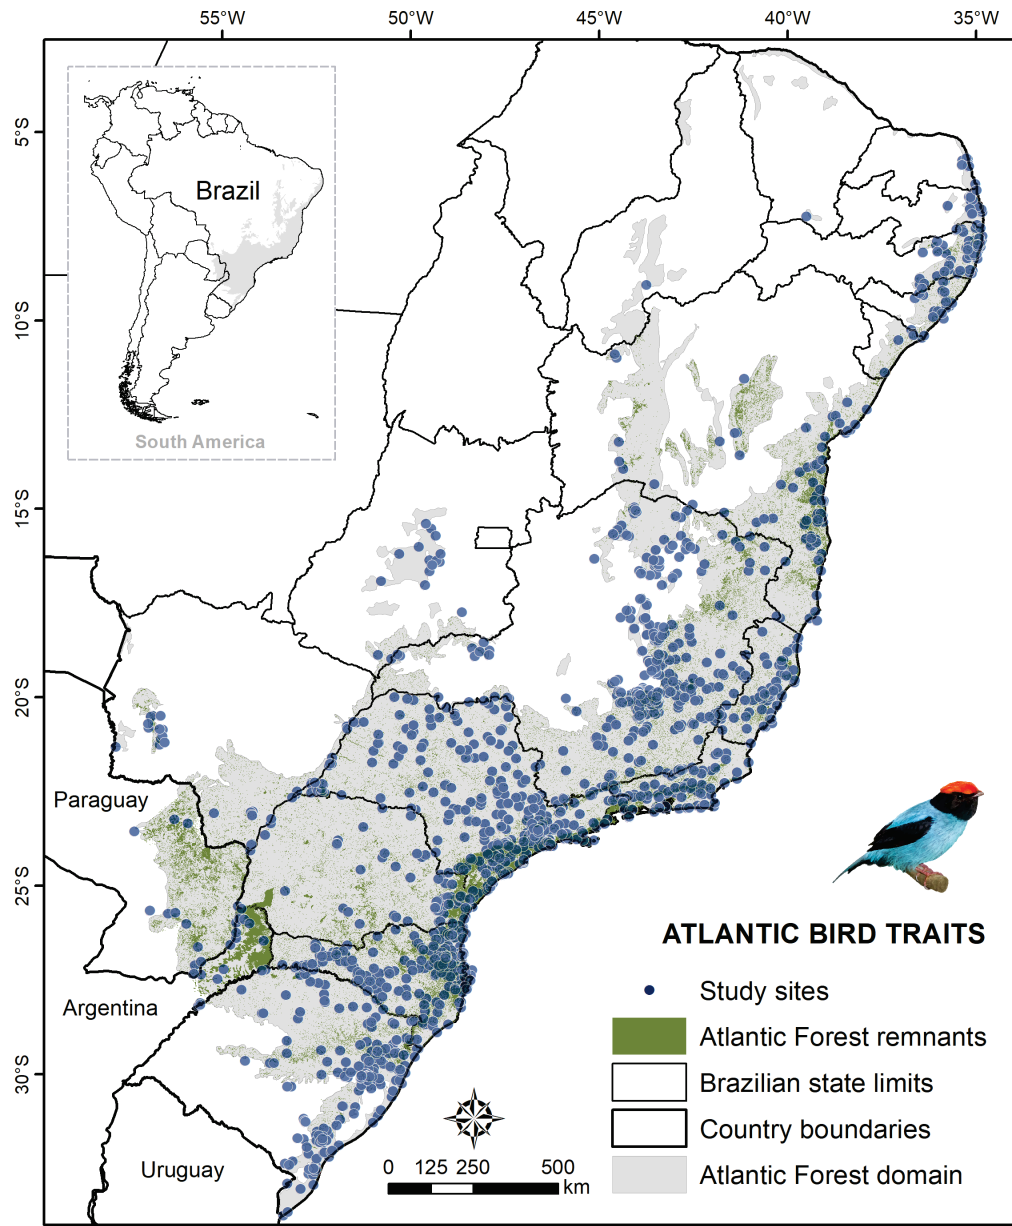 55°W 50°W 45°W 40°W 35°W
5°S
10°S
15°S
20°S
25°S
30°S
Brazil
South America
Paraguay
Argentina
Uruguay
ATLANTIC BIRD TRAITS
Study sites
Atlantic Forest remnants
Brazilian state limits
Country boundaries
Atlantic Forest domain
0 125 250 500
km